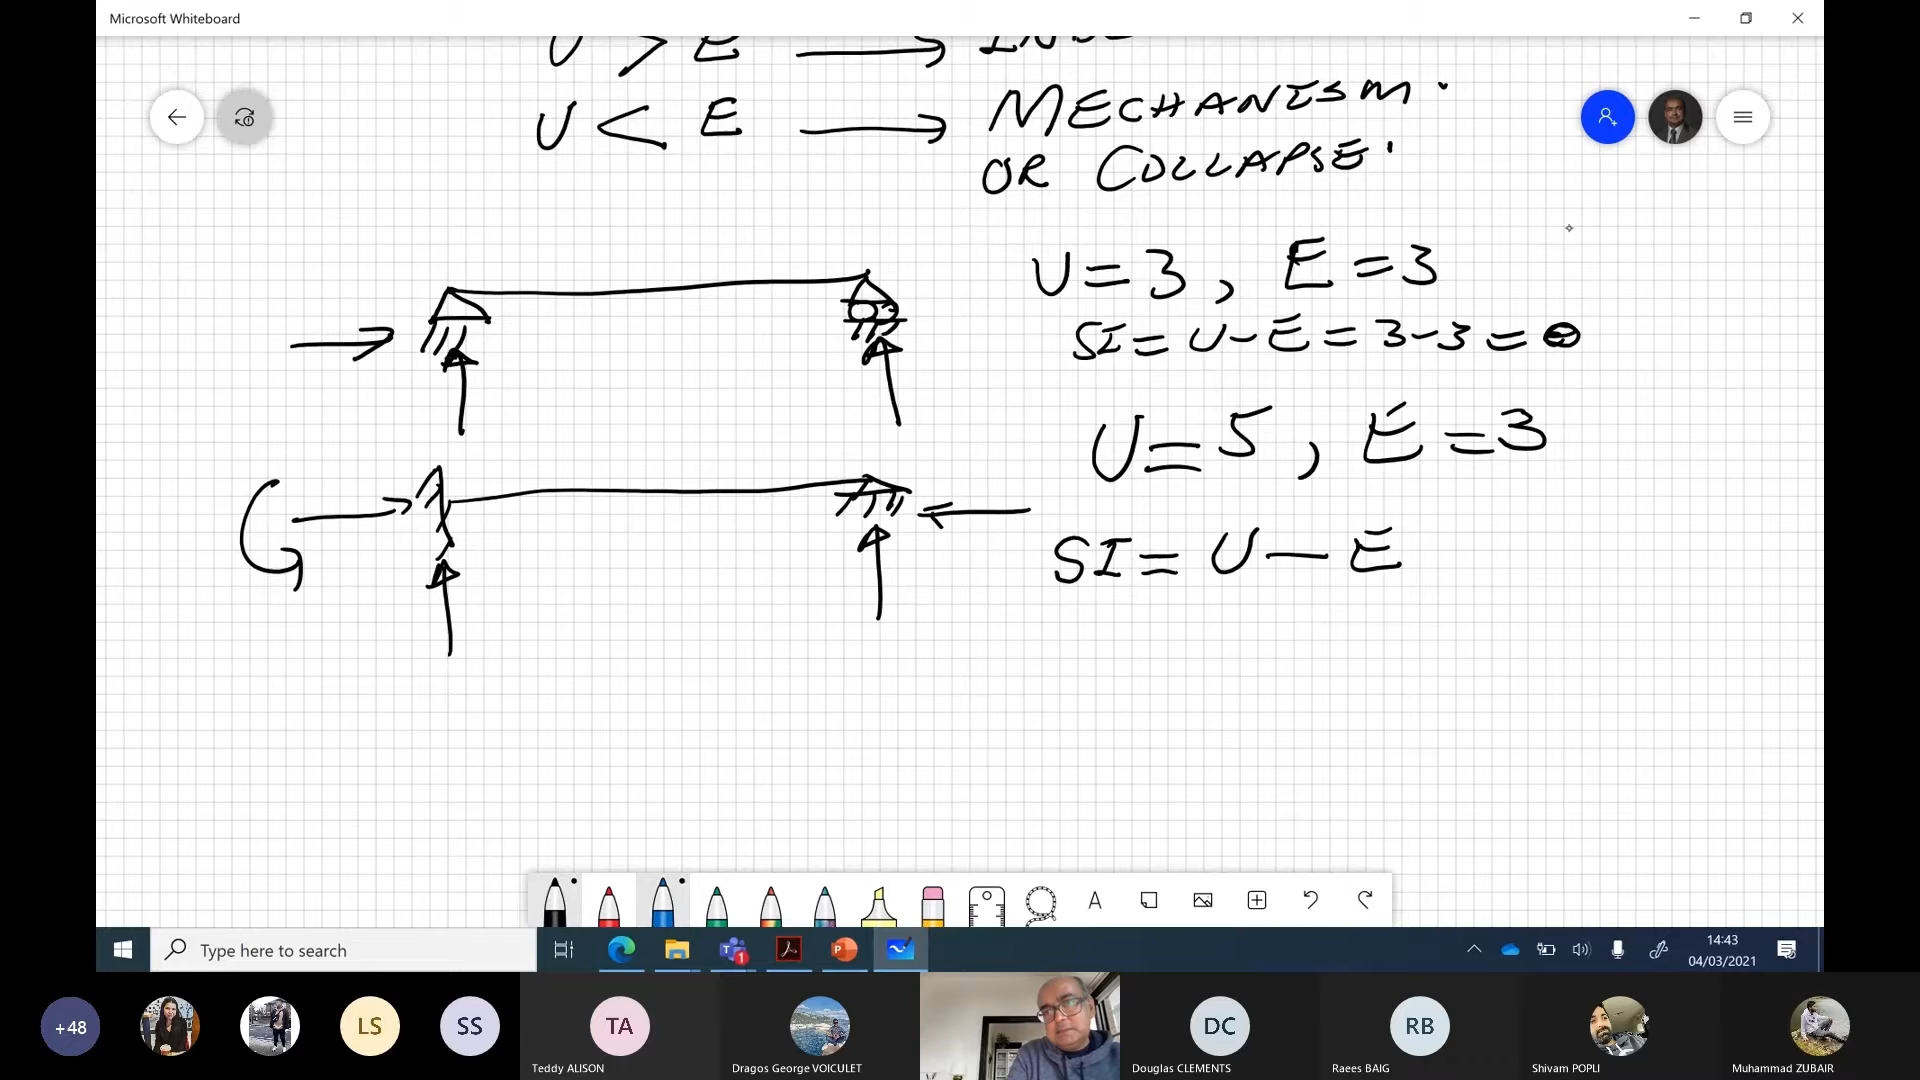 Microsoft Whiteboard
U > E →
U < E → MECHANISM.
OR COLLAPSE.
U = 3, E = 3
SI = U - E = 3 - 3 = 0
U = 5, E = 3
SI = U - E
A
Type here to search
1
14:43
04/03/2021
+48
LS
SS
TA
DC
RB
Teddy ALISON
Dragos George VOICULET
Douglas CLEMENTS
Raees BAIG
Shivam POPLI
Muhammad ZUBAIR